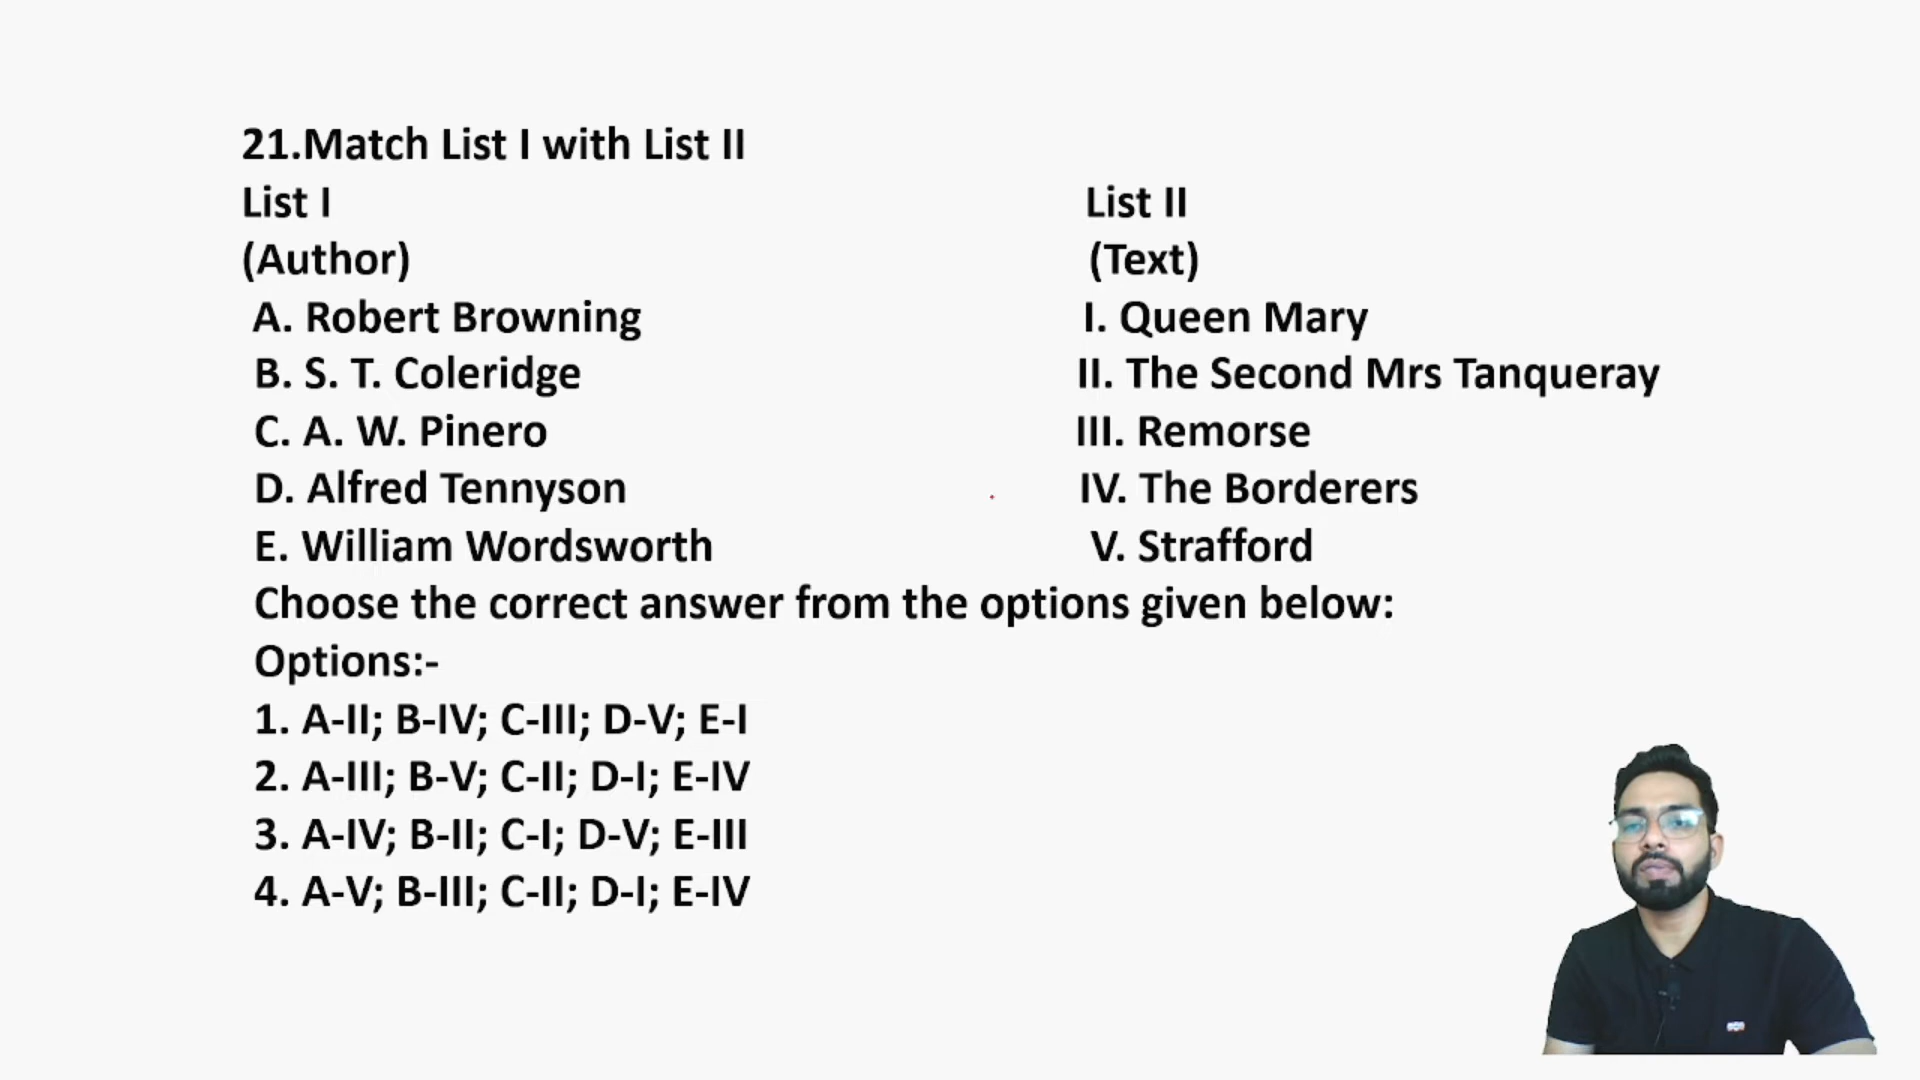 21.Match List I with List II
List I List II
(Author) (Text)
A. Robert Browning I. Queen Mary
B. S. T. Coleridge II. The Second Mrs Tanqueray
C. A. W. Pinero III. Remorse
D. Alfred Tennyson IV. The Borderers
E. William Wordsworth V. Strafford
Choose the correct answer from the options given below:
Options:-
1. A-II; B-IV; C-III; D-V; E-I
2. A-III; B-V; C-II; D-I; E-IV
3. A-IV; B-II; C-I; D-V; E-III
4. A-V; B-III; C-II; D-I; E-IV